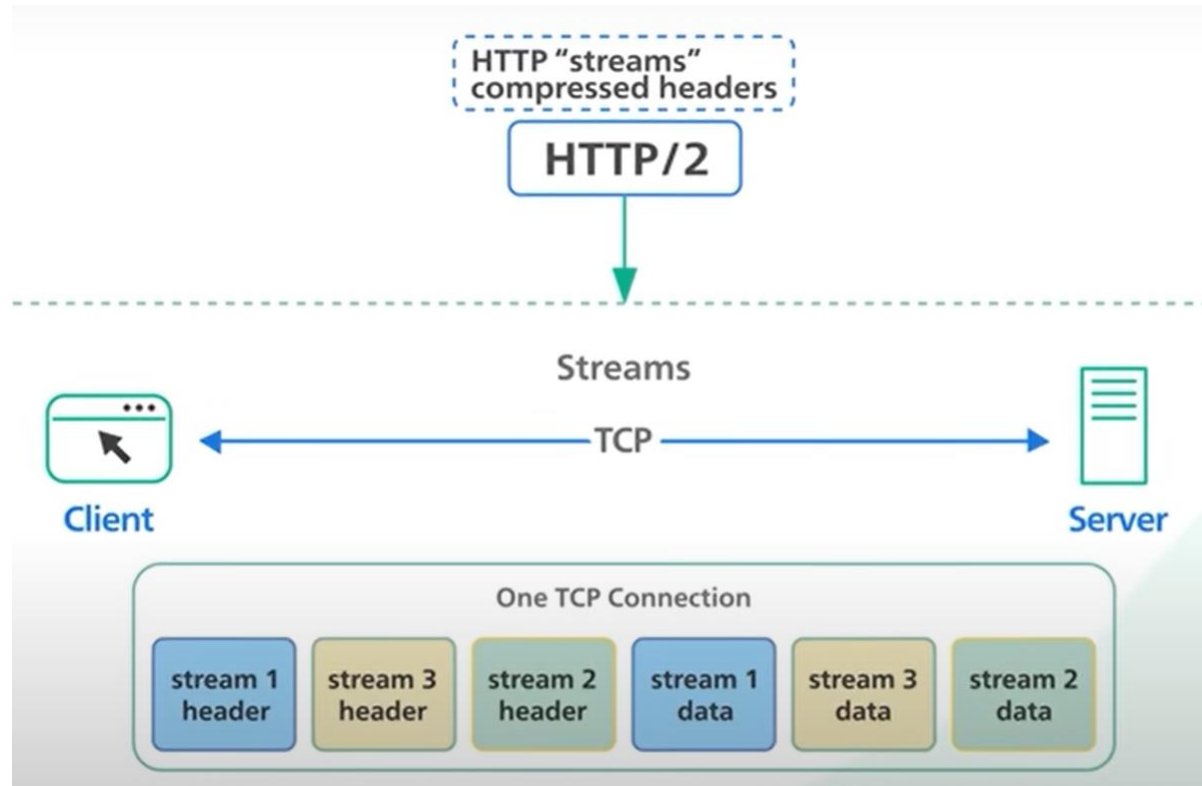 HTTP “streams”
compressed headers
HTTP/2
Streams
TCP
Client
Server
One TCP Connection
stream 1
header
stream 3
header
stream 2
header
stream 1
data
stream 3
data
stream 2
data